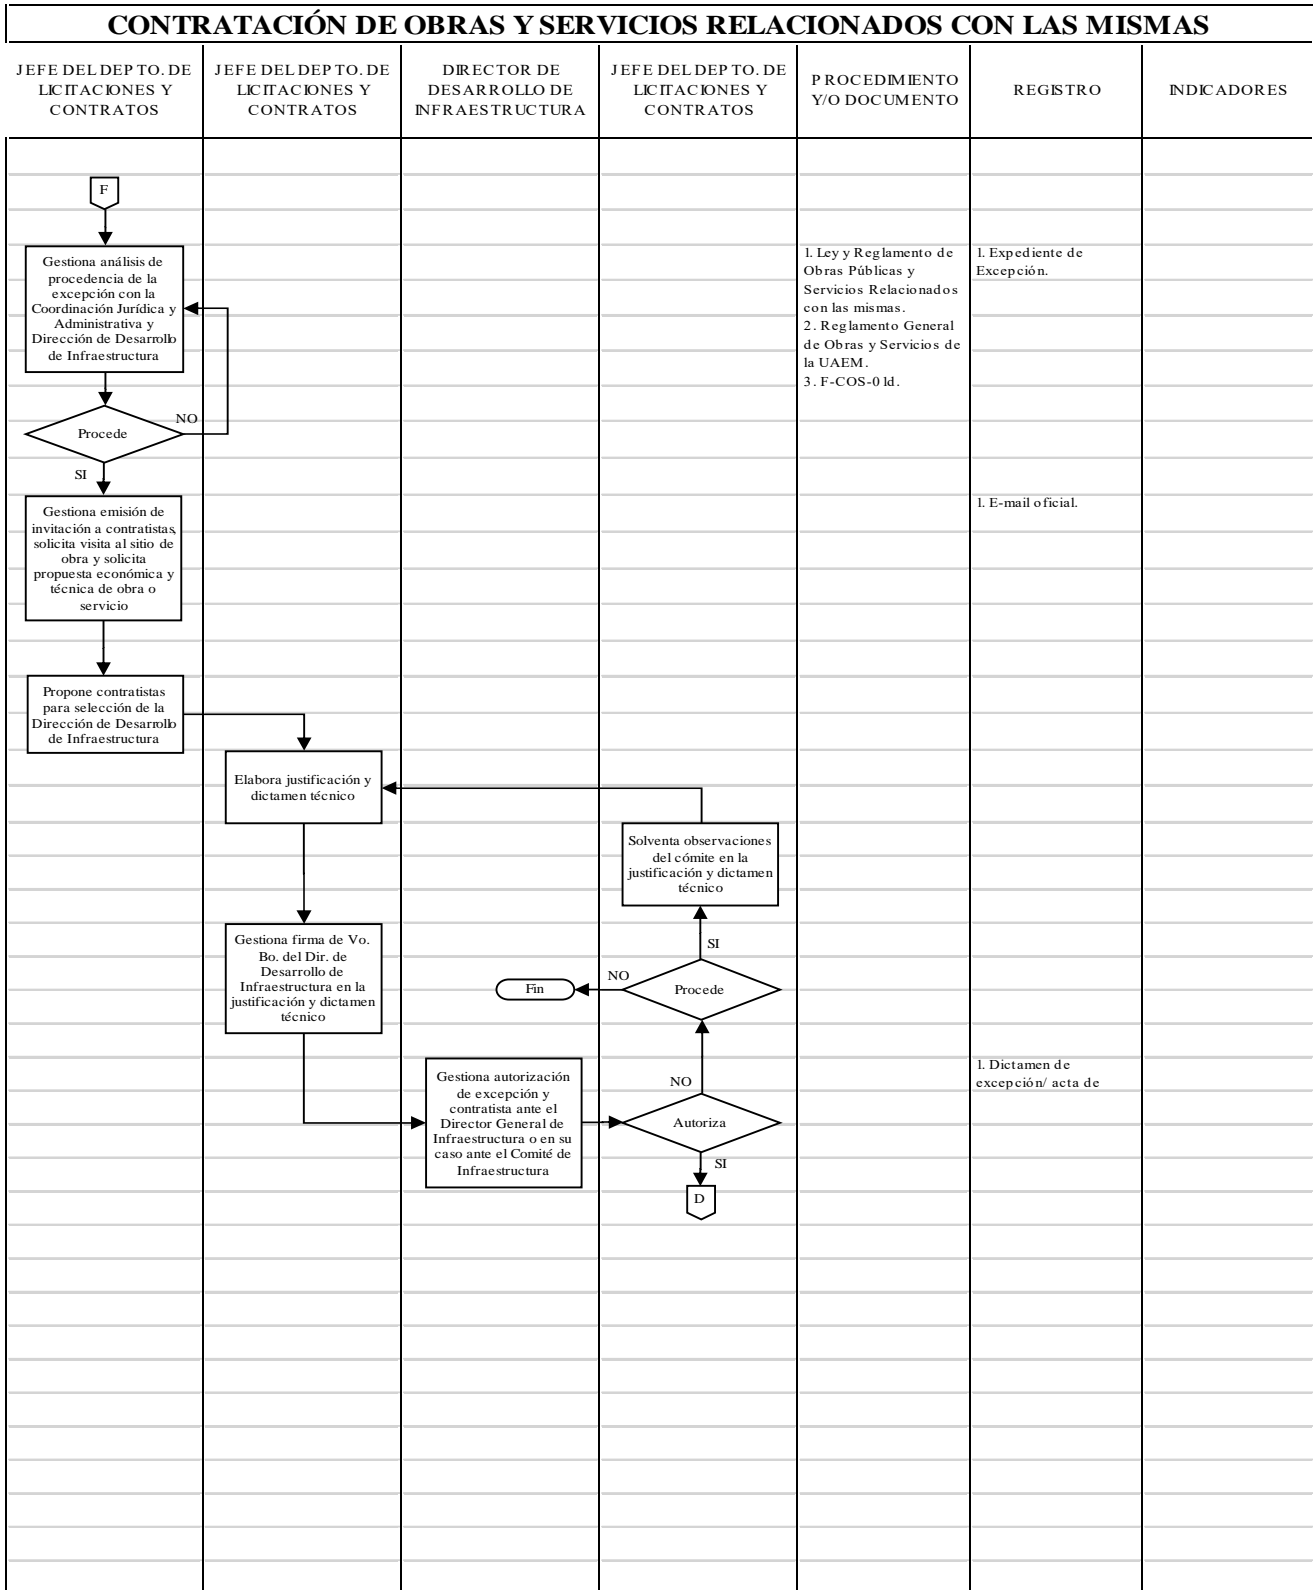 CONTRATACIÓN DE OBRAS Y SERVICIOS RELACIONADOS CON LAS MISMAS
JEFE DEL DEPTO. DE
LICITACIONES Y
CONTRATOS
JEFE DEL DEPTO. DE
LICITACIONES Y
CONTRATOS
DIRECTOR DE
DESARROLLO DE
INFRAESTRUCTURA
JEFE DEL DEPTO. DE
LICITACIONES Y
CONTRATOS
PROCEDIMIENTO
Y/O DOCUMENTO
REGISTRO
INDICADORES
F
Gestiona análisis de
procedencia de la
excepción con la
Coordinación Jurídica y
Administrativa y
Dirección de Desarrollo
de Infraestructura
1. Ley y Reglamento de
Obras Públicas y
Servicios Relacionados
con las mismas.
2. Reglamento General
de Obras y Servicios de
la UAEM.
3. F-COS-01d.
1. Expediente de
Excepción.
Procede
NO
SI
Gestiona emisión de
invitación a contratistas,
solicita visita al sitio de
obra y solicita
propuesta económica y
técnica de obra o
servicio
1. E-mail oficial.
Propone contratistas
para selección de la
Dirección de Desarrollo
de Infraestructura
Elabora justificación y
dictamen técnico
Solventa observaciones
del cómite en la
justificación y dictamen
técnico
Gestiona firma de Vo.
Bo. del Dir. de
Desarrollo de
Infraestructura en la
justificación y dictamen
técnico
SI
Fin
NO
Procede
Gestiona autorización
de excepción y
contratista ante el
Director General de
Infraestructura o en su
caso ante el Comité de
Infraestructura
NO
Autoriza
SI
D
1. Dictamen de
excepción/ acta de